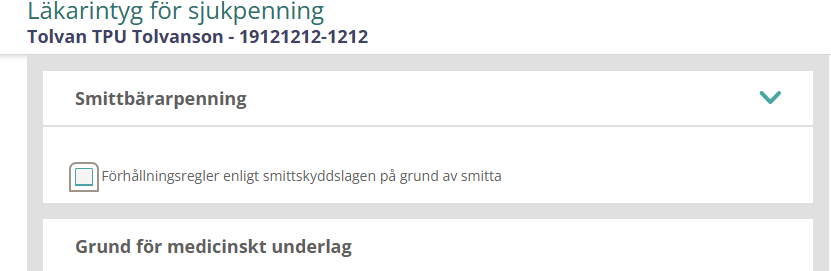 Läkarintyg för sjukpenning
Tolvan TPU Tolvanson - 19121212-1212
Smittbärarpenning
Förhållningsregler enligt smittskyddslagen på grund av smitta
Grund för medicinskt underlag